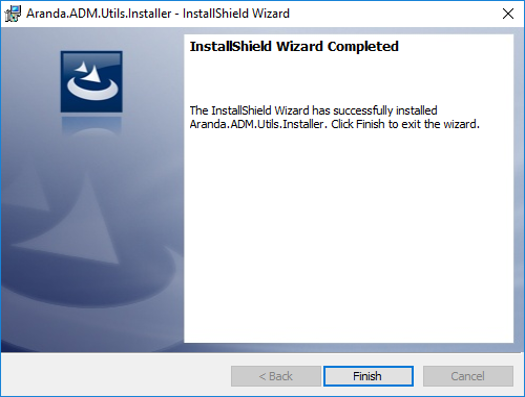 Aranda.ADM.Utils.Installer - InstallShield Wizard
InstallShield Wizard Completed
The InstallShield Wizard has successfully installed
Aranda.ADM.Utils.Installer. Click Finish to exit the wizard.
< Back
Finish
Cancel